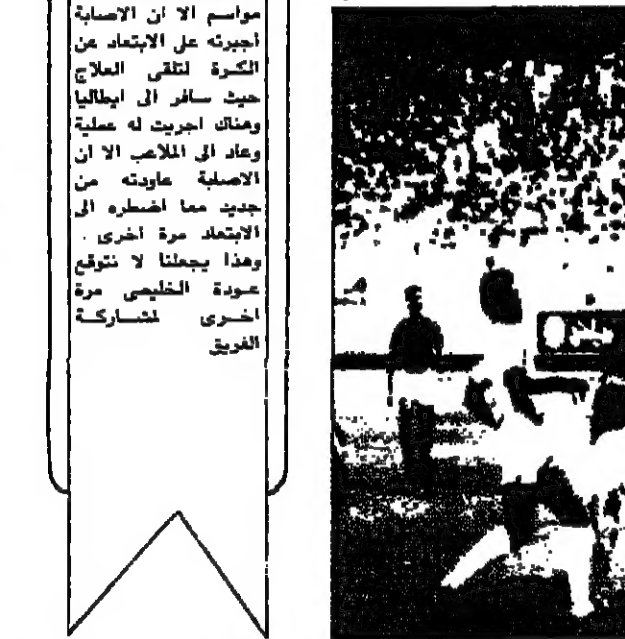 مواسم الا ان الاصابة
أجبرته على الابتعاد عن
الكرة لتلقى العلاج
حيث سافر الى ايطاليا
وهناك اجريت له عملية
وعاد الى الملاعب الا ان
الاصابة عاودته من
جديد مما اضطره الى
الابتعاد مرة اخرى .
وهذا يجعلنا لا نتوقع
عودة الخليجى مرة
اخرى لمشاركة
الفريق